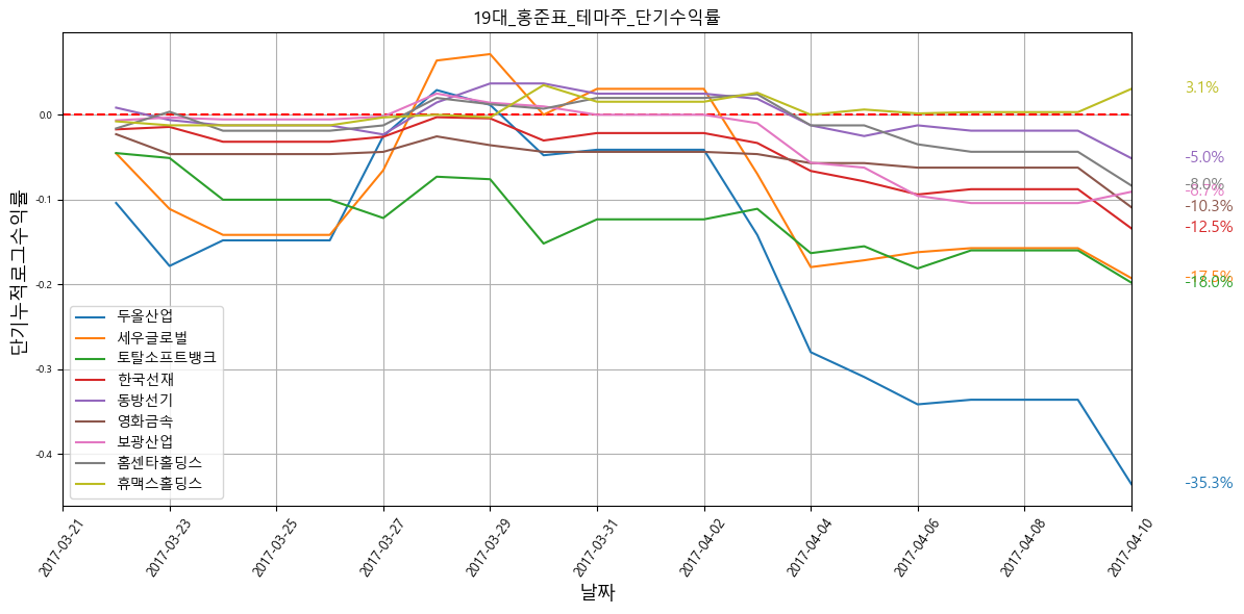 19대_홍준표_테마주_단기수익률
단기누적로그수익률
0.0
-0.1
-0.2
-0.3
-0.4
두올산업
세우글로벌
토탈소프트뱅크
한국선재
동방선기
영화금속
보광산업
홈센타홀딩스
휴맥스홀딩스
3.1%
-5.0%
-8.0%
-8.7%
-10.3%
-12.5%
-17.5%
-18.0%
-35.3%
2017-03-21
2017-03-23
2017-03-25
2017-03-27
2017-03-29
2017-03-31
2017-04-02
2017-04-04
2017-04-06
2017-04-08
2017-04-10
날짜